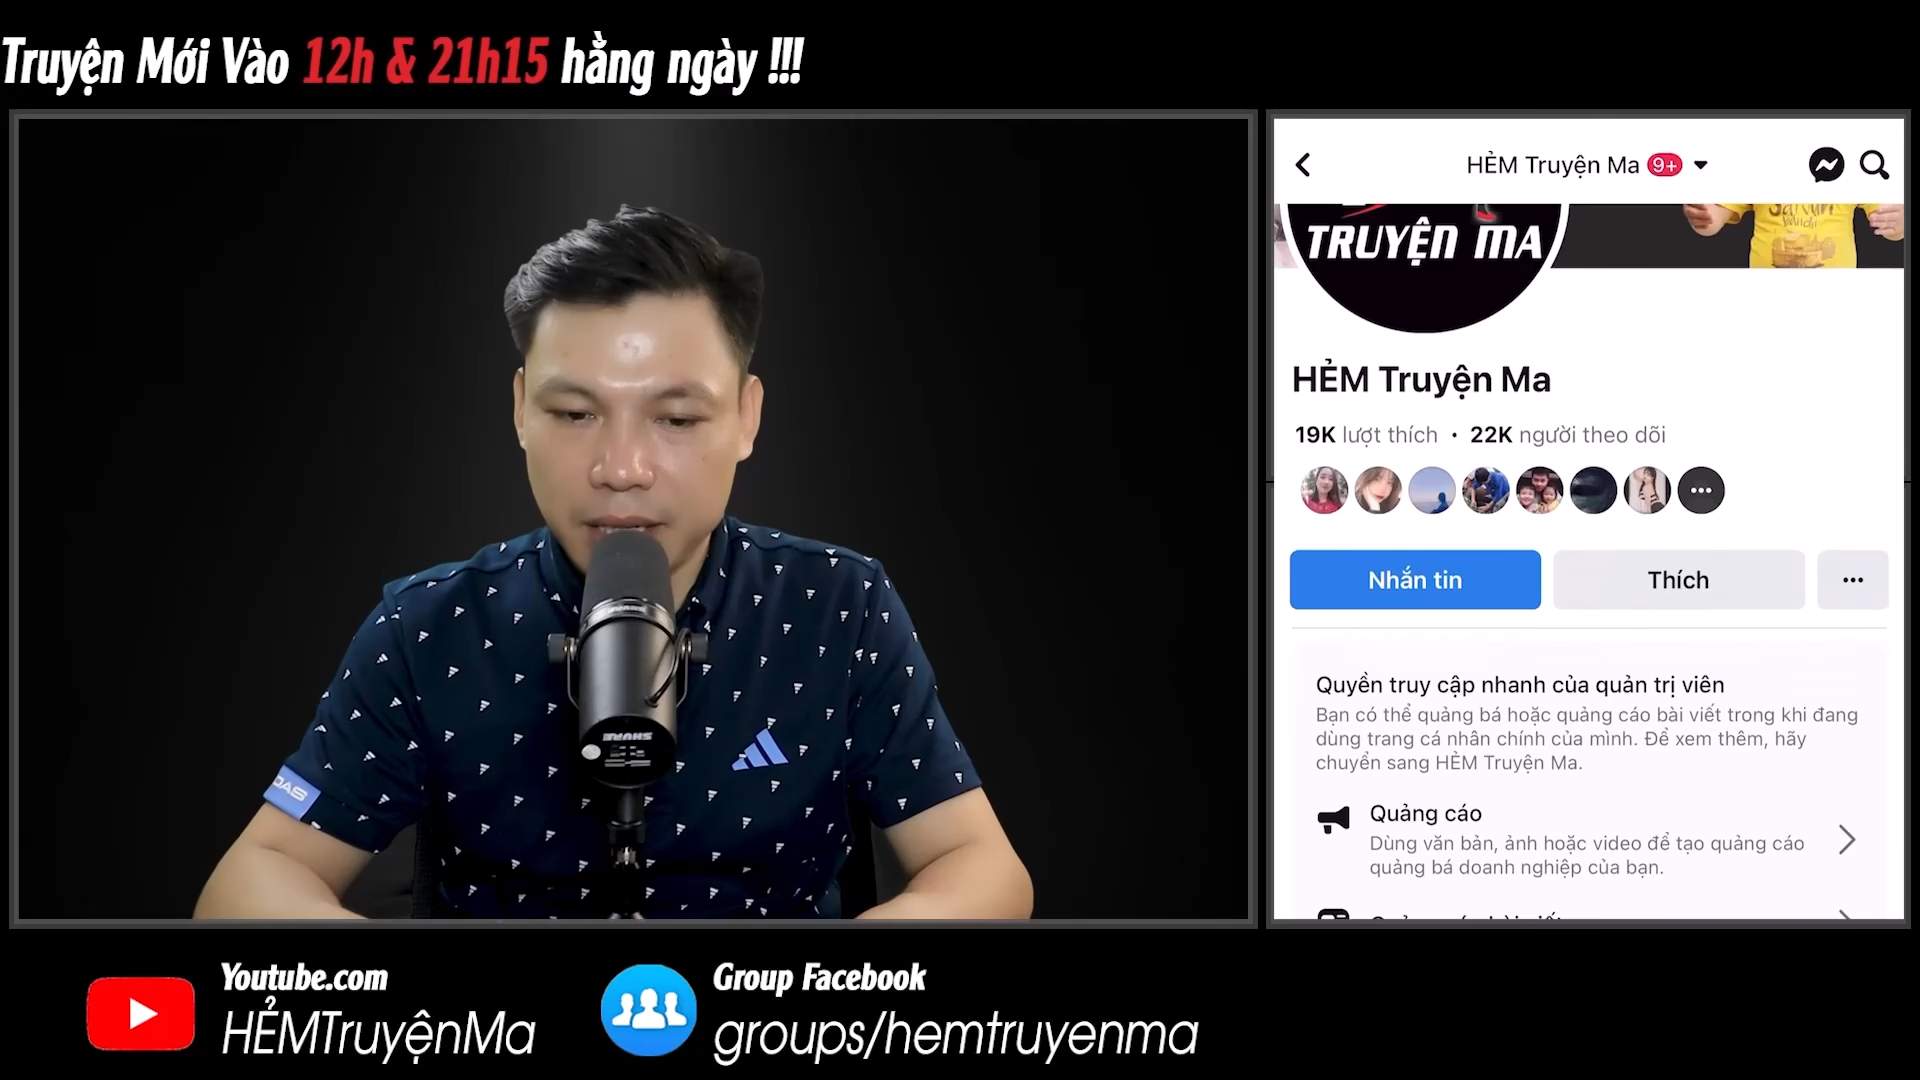 Truyện Mới Vào 12h & 21h15 hằng ngày !!!
HẺM Truyện Ma 9+
TRUYỆN MA
HẺM Truyện Ma
19K lượt thích · 22K người theo dõi
Nhắn tin
Thích
Quyền truy cập nhanh của quản trị viên
Bạn có thể quảng bá hoặc quảng cáo bài viết trong khi đang
dùng trang cá nhân chính của mình. Để xem thêm, hãy
chuyển sang HẺM Truyện Ma.
Quảng cáo
Dùng văn bản, ảnh hoặc video để tạo quảng cáo
quảng bá doanh nghiệp của bạn.
SHURE
Youtube.com
HẺMTruyệnMa
Group Facebook
groups/hemtruyenma